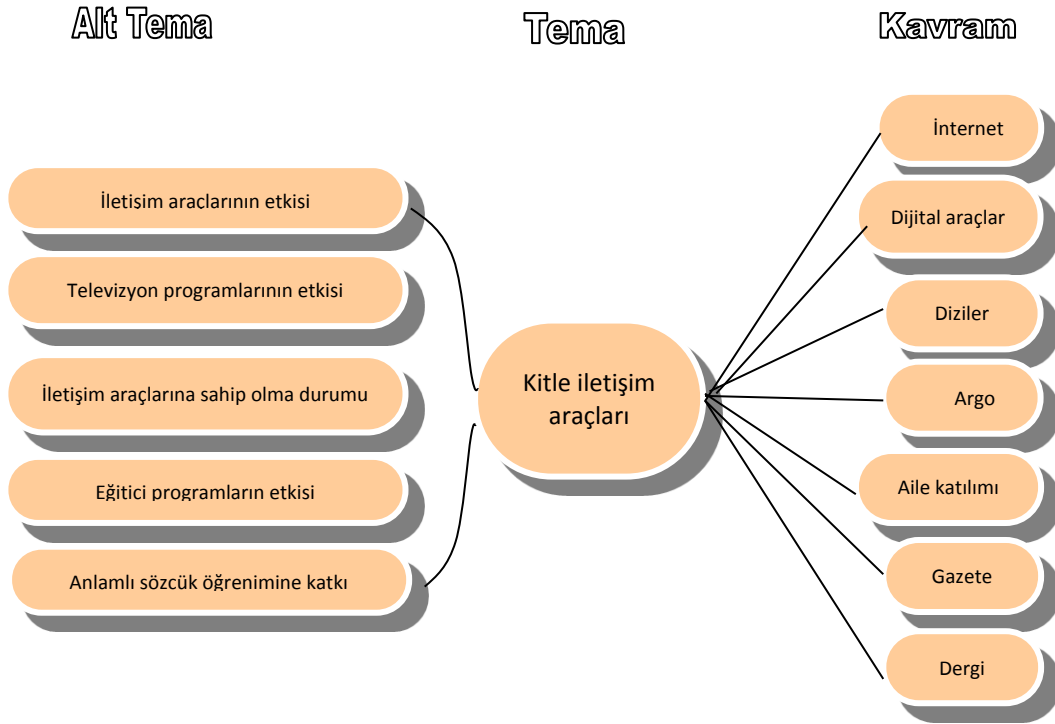 Alt Tema
Tema
Kavram
İletişim araçlarının etkisi
Televizyon programlarının etkisi
İletişim araçlarına sahip olma durumu
Eğitici programların etkisi
Anlamlı sözcük öğrenimine katkı
Kitle iletişim
araçları
İnternet
Dijital araçlar
Diziler
Argo
Aile katılımı
Gazete
Dergi